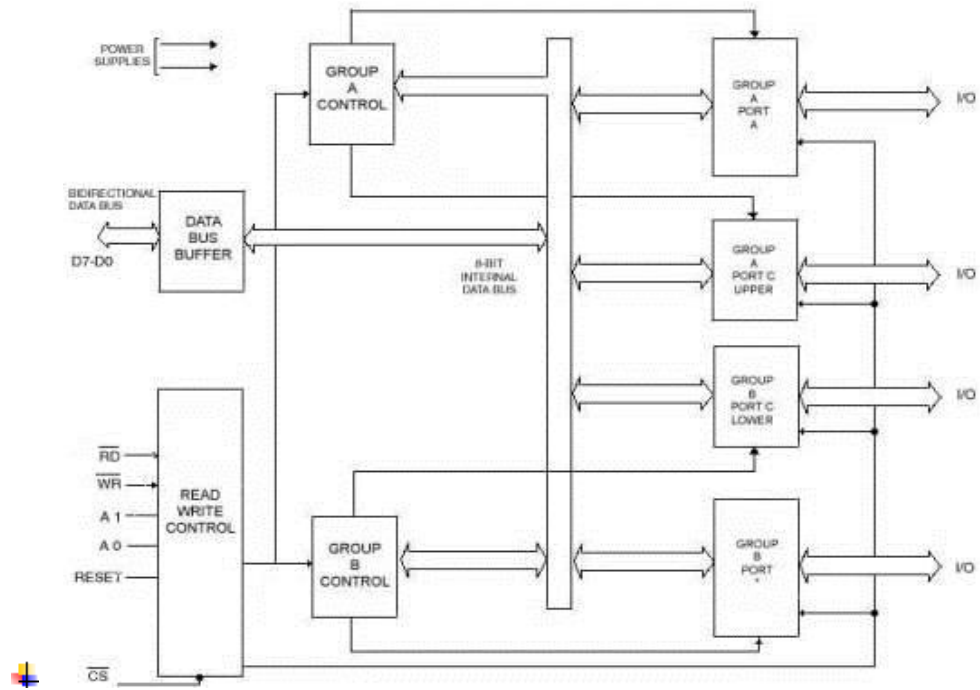 POWER
SUPPLIES
GROUP
A
CONTROL
GROUP
A
PORT
A
I/O
BIDIRECTIONAL
DATA BUS
D7-D0
DATA
BUS
BUFFER
8-BIT
INTERNAL
DATA BUS
GROUP
A
PORT C
UPPER
I/O
GROUP
B
PORT C
LOWER
I/O
RD
WR
A 1
A 0
RESET
CS
READ
WRITE
CONTROL
GROUP
B
CONTROL
GROUP
B
PORT
I/O